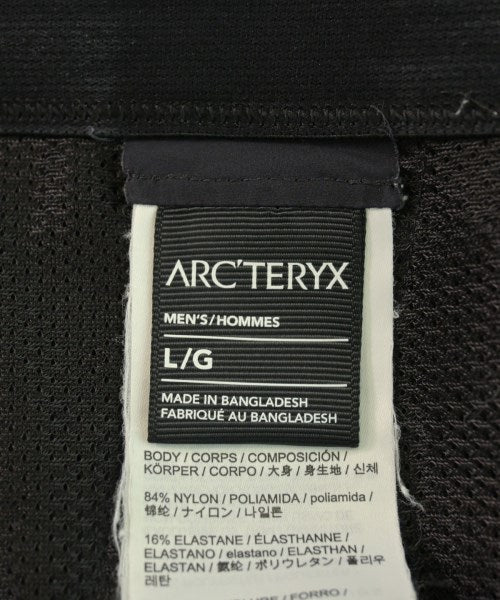 ARC'TERYX
MEN'S/HOMMES
L/G
MADE IN BANGLADESH
FABRIQUÉ AU BANGLADESH
BODY / CORPS / COMPOSICIÓN /
KÖRPER / CORPO / 大身 / 身生地 / 신체
84% NYLON / POLIAMIDA / poliamida /
锦纶 / ナイロン / 나일론
16% ELASTANE / ÉLASTHANNE /
ELASTANO / elastano / ELASTHAN /
ELASTAN / 氨纶 / ポリウレタン / 폴리우
레탄
/ FORRO /